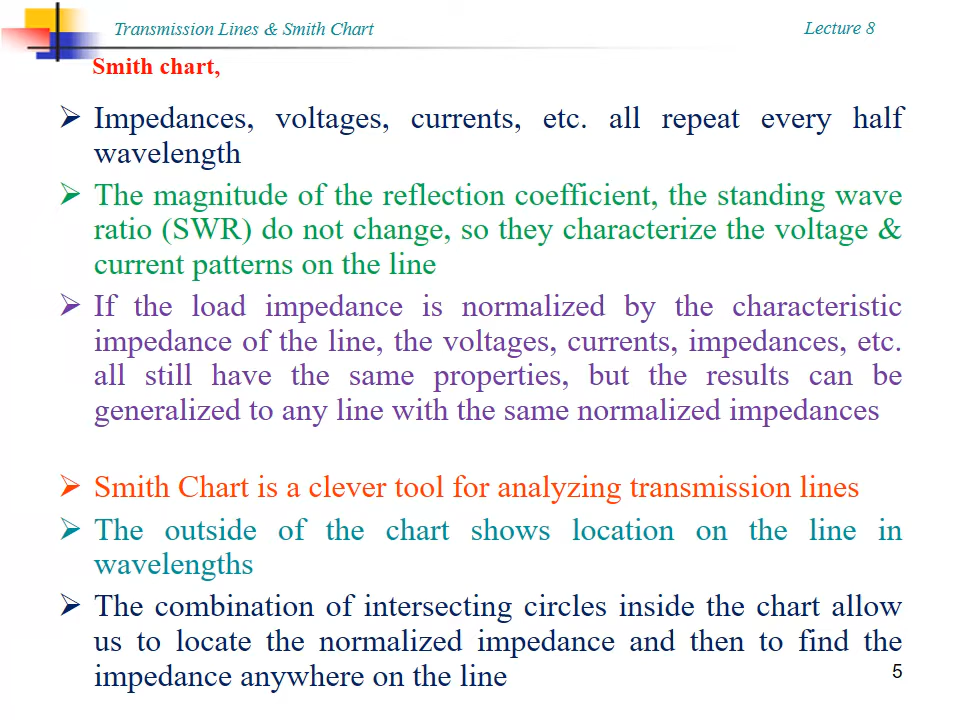 Transmission Lines & Smith Chart
Lecture 8
Smith chart,
➢ Impedances, voltages, currents, etc. all repeat every half
wavelength
➢ The magnitude of the reflection coefficient, the standing wave
ratio (SWR) do not change, so they characterize the voltage &
current patterns on the line
➢ If the load impedance is normalized by the characteristic
impedance of the line, the voltages, currents, impedances, etc.
all still have the same properties, but the results can be
generalized to any line with the same normalized impedances
➢ Smith Chart is a clever tool for analyzing transmission lines
➢ The outside of the chart shows location on the line in
wavelengths
➢ The combination of intersecting circles inside the chart allow
us to locate the normalized impedance and then to find the
impedance anywhere on the line
5